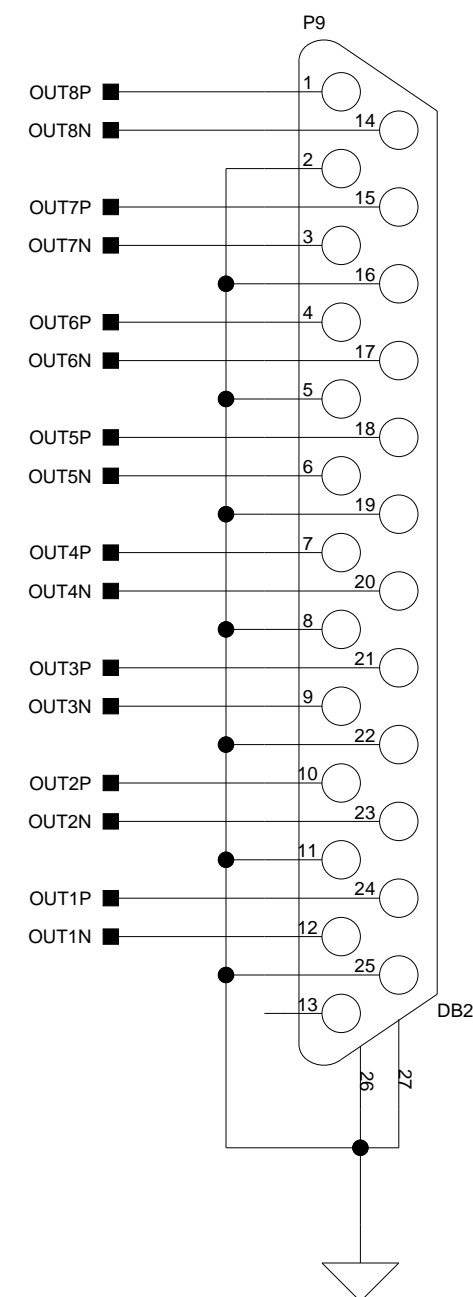 P9
OUT8P 1
OUT8N 14
2
OUT7P 15
OUT7N 3
16
OUT6P 4
OUT6N 17
5
OUT5P 18
OUT5N 6
19
OUT4P 7
OUT4N 20
8
OUT3P 21
OUT3N 9
22
OUT2P 10
OUT2N 23
11
OUT1P 24
OUT1N 12
25
13
DB2
26 27